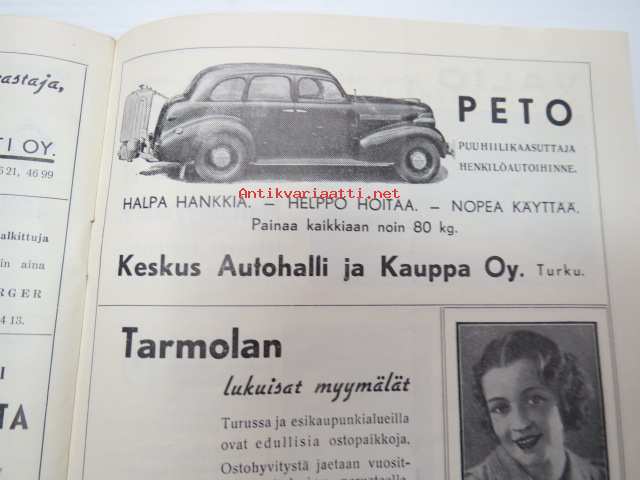 astaja,
TI OY.
521, 46 99
alkittuja
in aina
RGER
4 13.
I
TA
PETO
PUUHIILIKAASUTTAJA
HENKILÖAUTOIHINNE.
Antikvariaatti.net
HALPA HANKKIA. – HELPPO HOITAA. – NOPEA KÄYTTÄÄ.
Painaa kaikkiaan noin 80 kg.
Keskus Autohalli ja Kauppa Oy. Turku.
Tarmolan
lukuisat myymälät
Turussa ja esikaupunkialueilla
ovat edullisia ostopaikkoja.
Ostohyvitystä jaetaan vuosit-